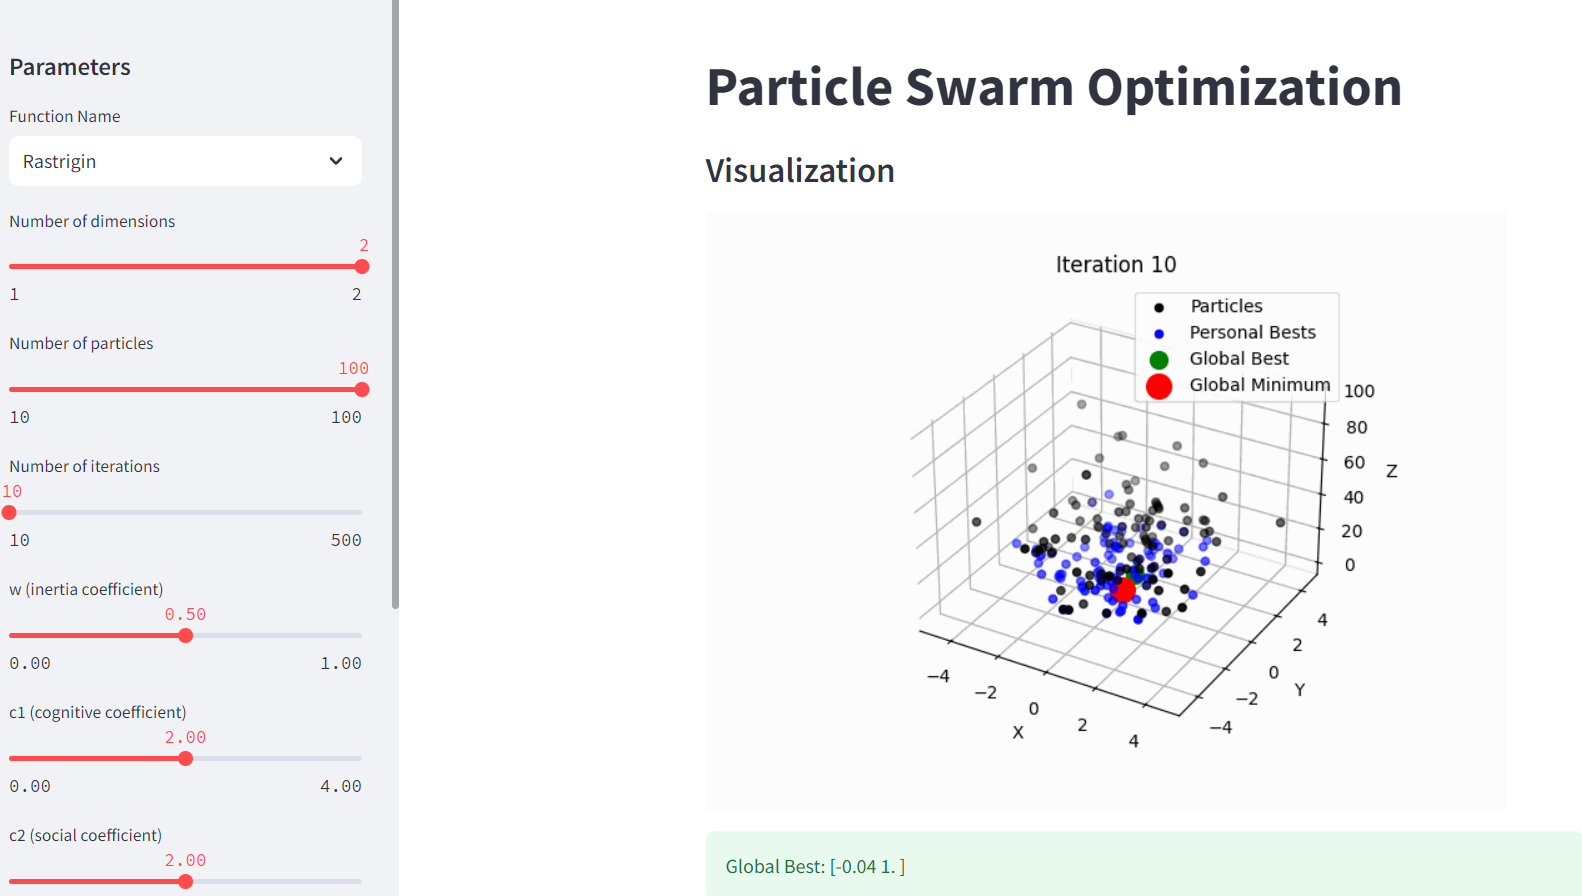 Parameters
Function Name
Rastrigin
Number of dimensions
2
1 2
Number of particles
100
10 100
Number of iterations
10
10 500
w (inertia coefficient)
0.50
0.00 1.00
c1 (cognitive coefficient)
2.00
0.00 4.00
c2 (social coefficient)
2.00
Particle Swarm Optimization
Visualization
Iteration 10
Particles
Personal Bests
Global Best
Global Minimum
100
80
60
40
20
0
Z
4
2
0
−2
−4
Y
−4
−2
0
2
4
X
Global Best: [-0.04 1. ]